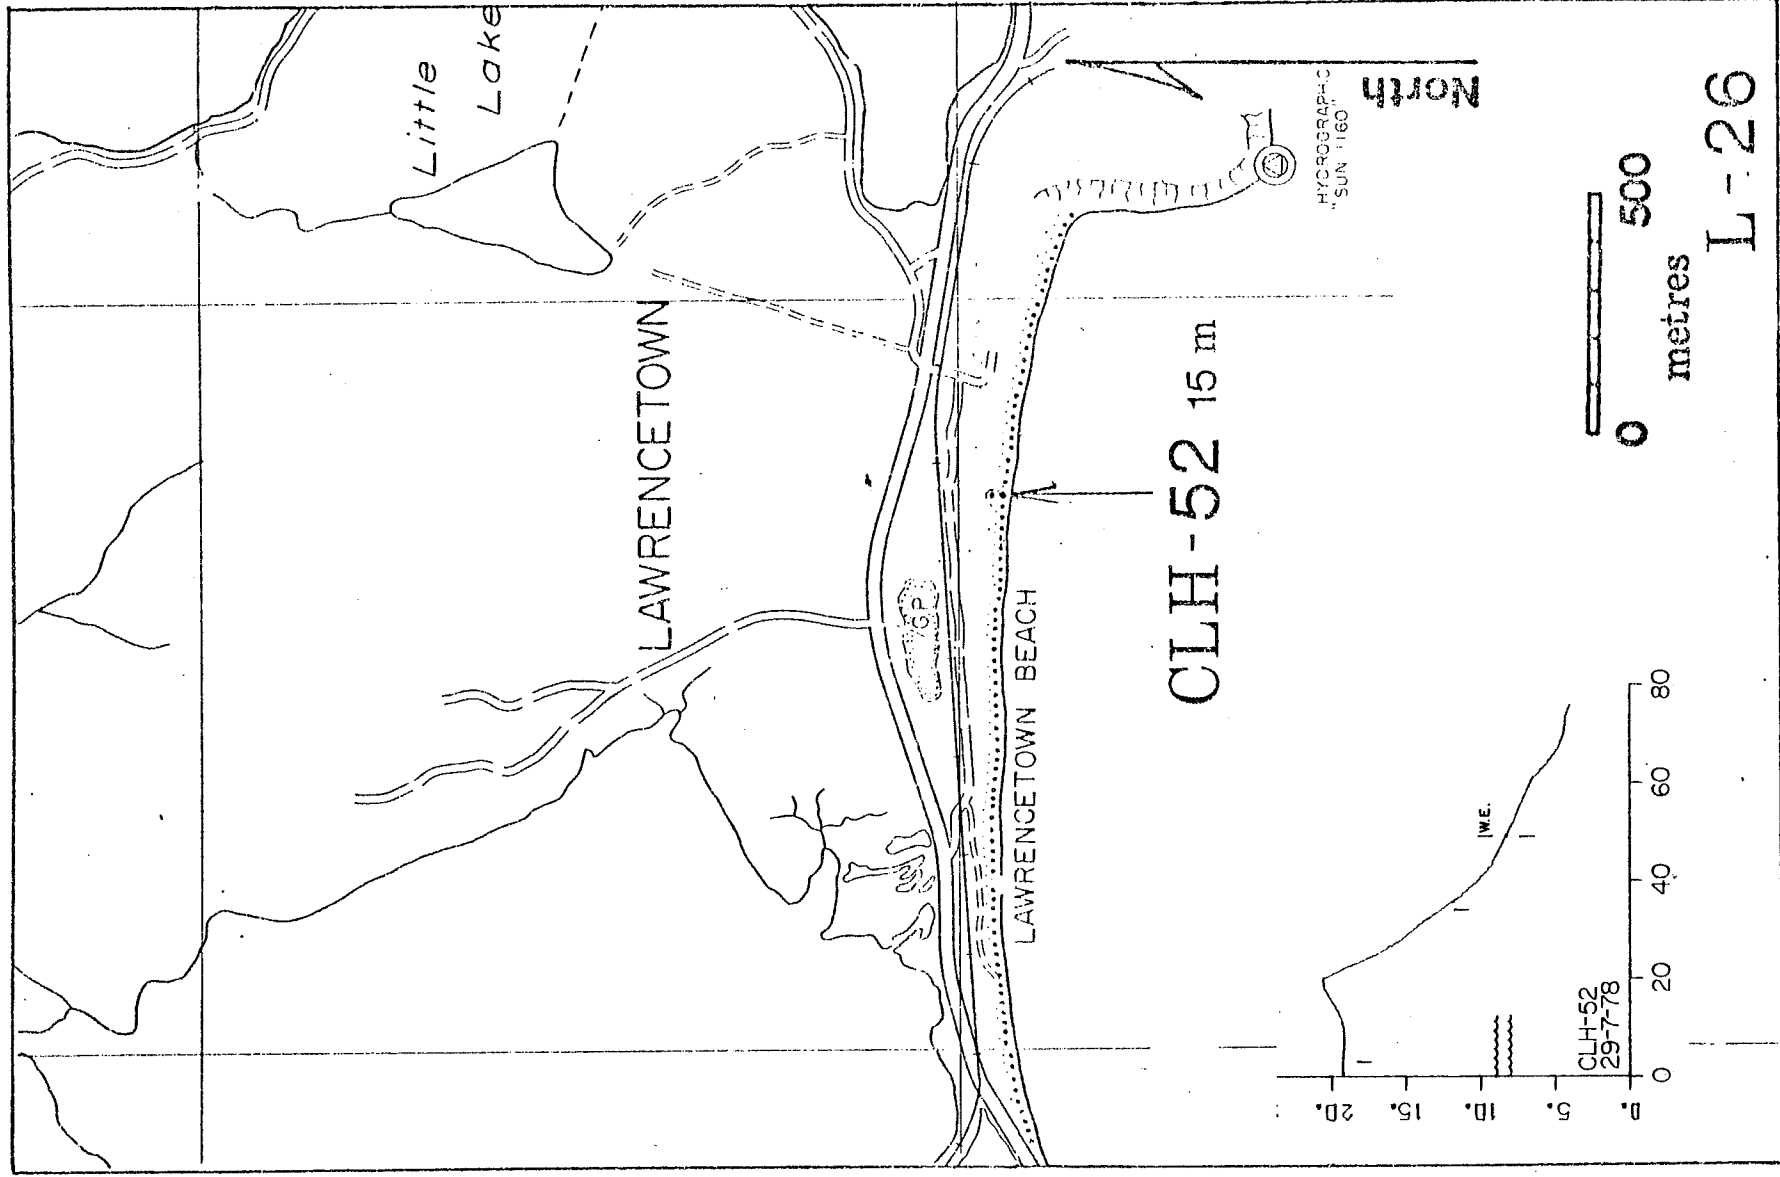 Little
Lake
LAWRENCETOWN
North
HYDROGRAPHIC
"SUN 1160"
GP
LAWRENCETOWN BEACH
CLH-52 15 m
0 500
metres
L-26
W.E.
CLH-52
29-7-78
20.
15.
10.
5.
0.
0 20 40 60 80